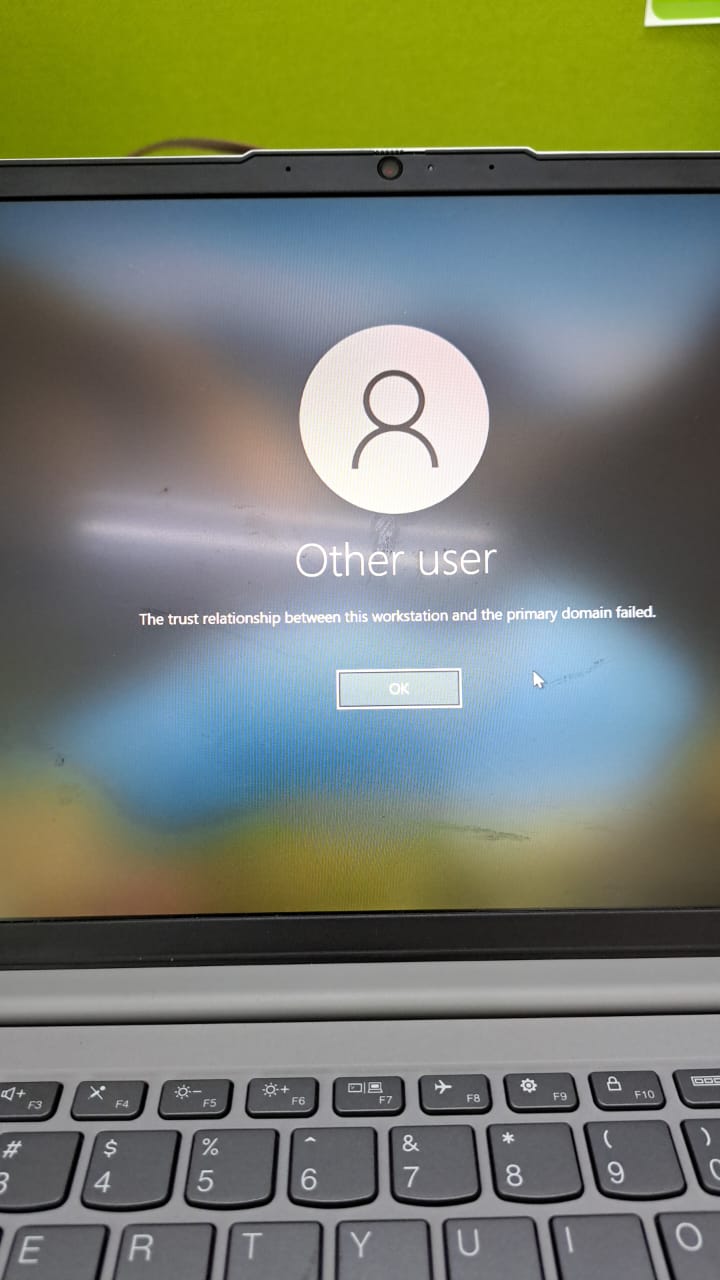 Other user
The trust relationship between this workstation and the primary domain failed.
OK
F3 F4 F5 F6 F7 F8 F9 F10
# $ % ^ & * ( )
3 4 5 6 7 8 9 0
E R T Y U I O